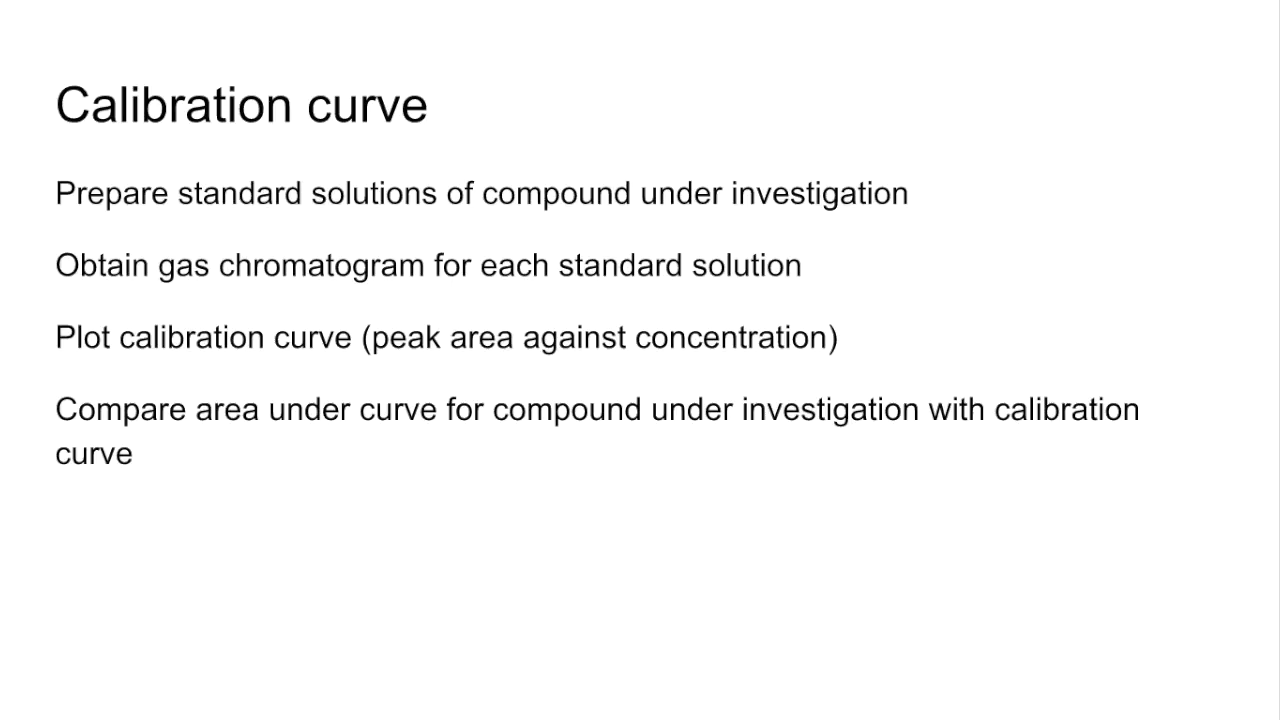 Calibration curve
Prepare standard solutions of compound under investigation
Obtain gas chromatogram for each standard solution
Plot calibration curve (peak area against concentration)
Compare area under curve for compound under investigation with calibration
curve